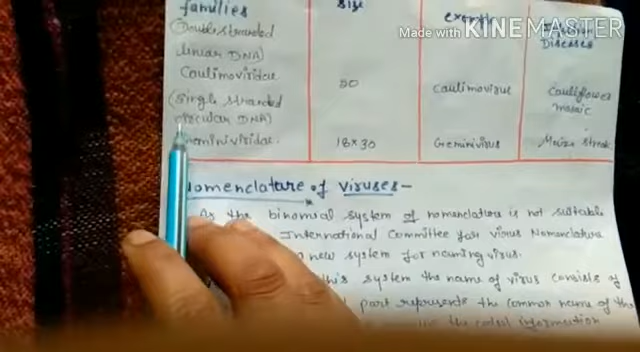 families size example
Diseases
(Double stranded
linear DNA)
Caulimoviridae 50 Caulimovirus Cauliflower
mosaic
(Single stranded
circular DNA)
Geminiviridae. 18×30 Geminivirus Maize streak
Nomenclature of viruses-
As the binomial system of nomenclature is not suitable
International Committee for virus Nomenclature
new system for naming virus.
this system the name of virus consists of
part represents the common name of the
the coded information
Made with KINEMASTER